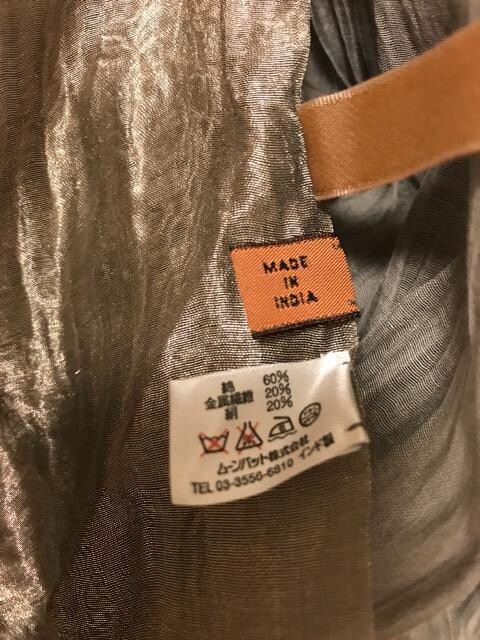 MADE
IN
INDIA
綿 60%
金属繊維 20%
絹 20%
ムーンバット株式会社
TEL 03-3556-6810 インド製